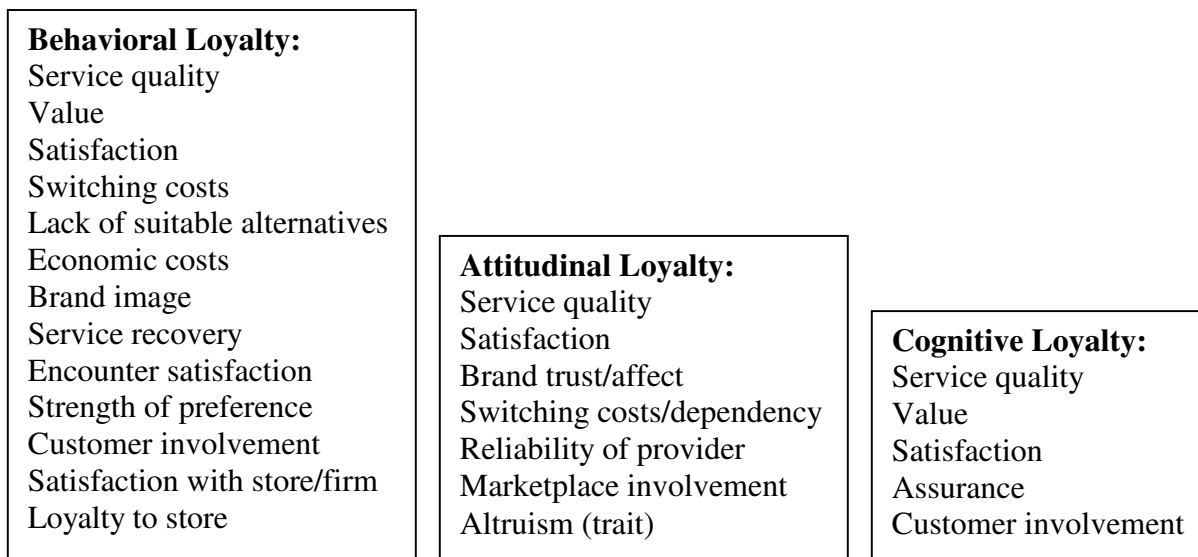 Behavioral Loyalty:
Service quality
Value
Satisfaction
Switching costs
Lack of suitable alternatives
Economic costs
Brand image
Service recovery
Encounter satisfaction
Strength of preference
Customer involvement
Satisfaction with store/firm
Loyalty to store
Attitudinal Loyalty:
Service quality
Satisfaction
Brand trust/affect
Switching costs/dependency
Reliability of provider
Marketplace involvement
Altruism (trait)
Cognitive Loyalty:
Service quality
Value
Satisfaction
Assurance
Customer involvement